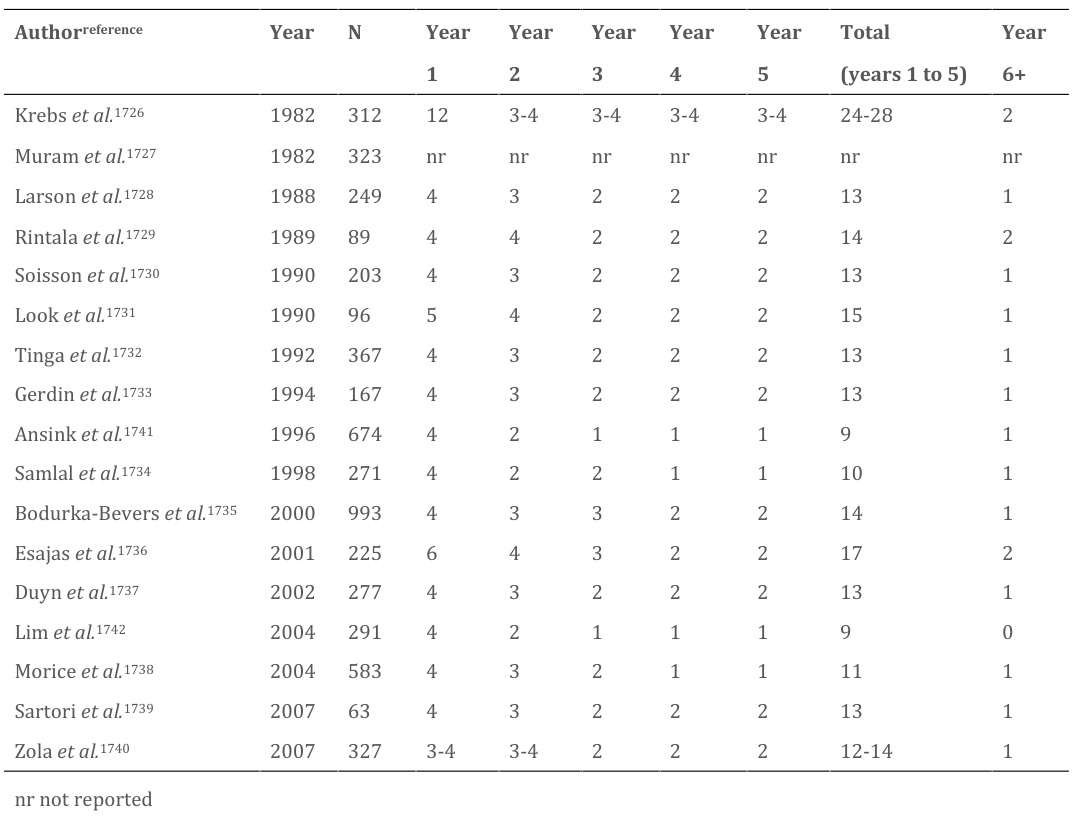 Authorreference Year N Year Year Year Year Year Total Year
1 2 3 4 5 (years 1 to 5) 6+
Krebs et al.1726 1982 312 12 3-4 3-4 3-4 3-4 24-28 2
Muram et al.1727 1982 323 nr nr nr nr nr nr nr
Larson et al.1728 1988 249 4 3 2 2 2 13 1
Rintala et al.1729 1989 89 4 4 2 2 2 14 2
Soisson et al.1730 1990 203 4 3 2 2 2 13 1
Look et al.1731 1990 96 5 4 2 2 2 15 1
Tinga et al.1732 1992 367 4 3 2 2 2 13 1
Gerdin et al.1733 1994 167 4 3 2 2 2 13 1
Ansink et al.1741 1996 674 4 2 1 1 1 9 1
Samlal et al.1734 1998 271 4 2 2 1 1 10 1
Bodurka-Bevers et al.1735 2000 993 4 3 3 2 2 14 1
Esajas et al.1736 2001 225 6 4 3 2 2 17 2
Duyn et al.1737 2002 277 4 3 2 2 2 13 1
Lim et al.1742 2004 291 4 2 1 1 1 9 0
Morice et al.1738 2004 583 4 3 2 1 1 11 1
Sartori et al.1739 2007 63 4 3 2 2 2 13 1
Zola et al.1740 2007 327 3-4 3-4 2 2 2 12-14 1
nr not reported